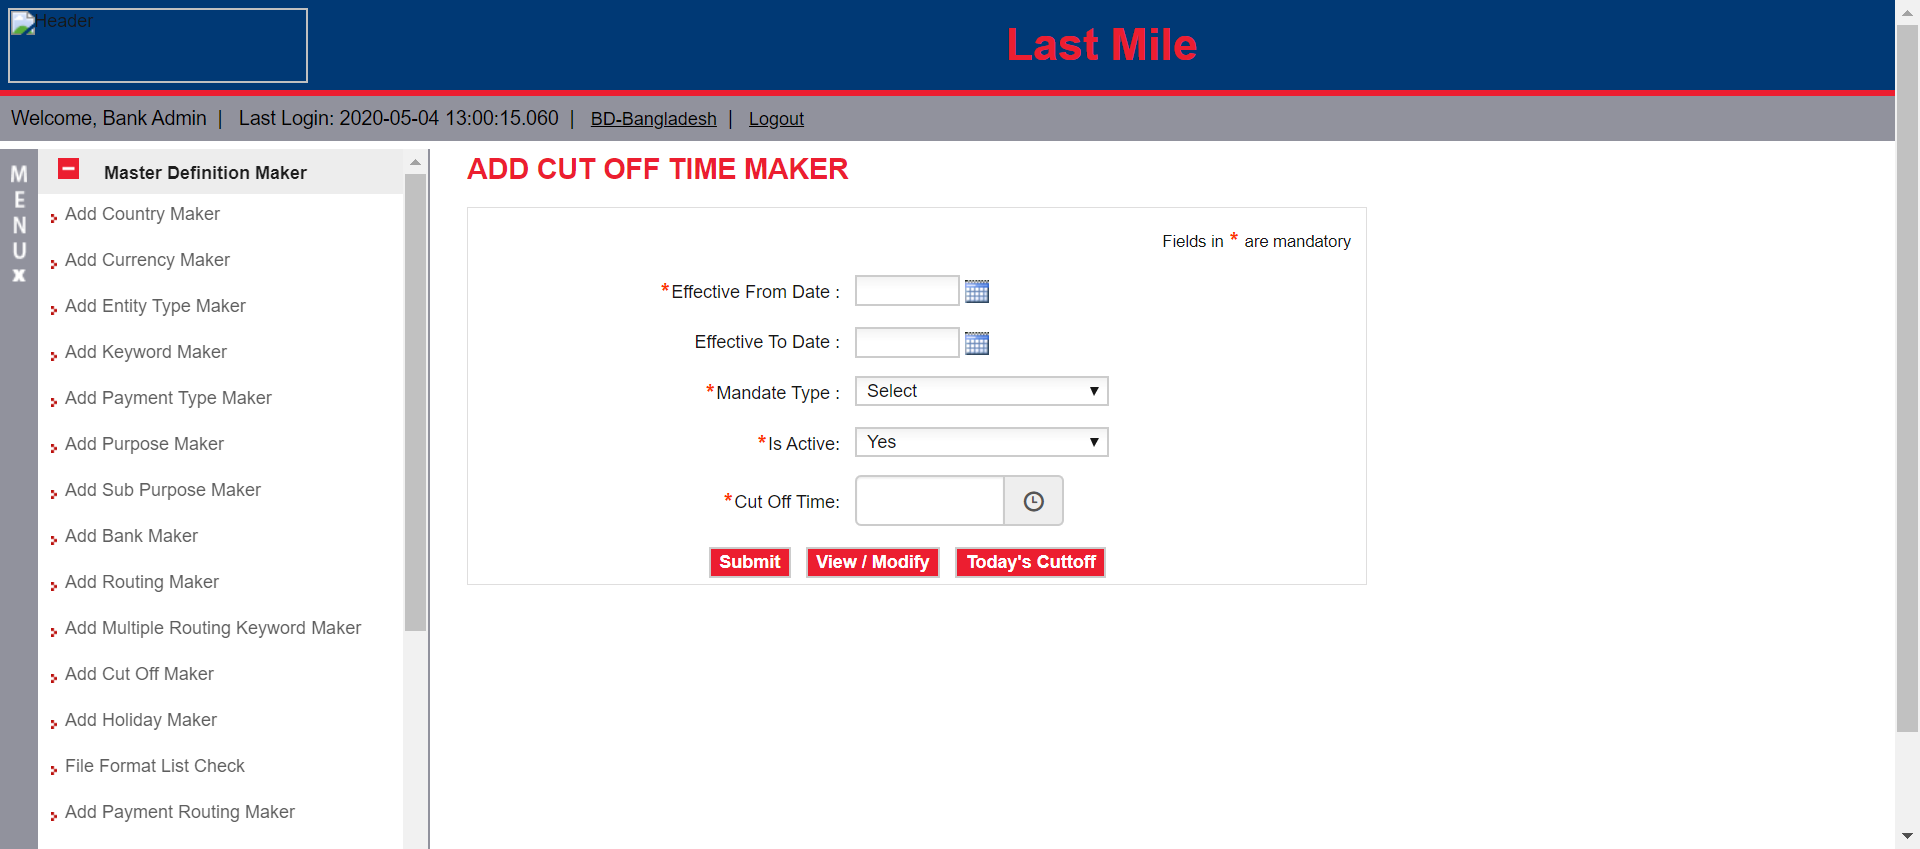 Header
Last Mile
Welcome, Bank Admin | Last Login: 2020-05-04 13:00:15.060 | BD-Bangladesh | Logout
MENU
x
Master Definition Maker
Add Country Maker
Add Currency Maker
Add Entity Type Maker
Add Keyword Maker
Add Payment Type Maker
Add Purpose Maker
Add Sub Purpose Maker
Add Bank Maker
Add Routing Maker
Add Multiple Routing Keyword Maker
Add Cut Off Maker
Add Holiday Maker
File Format List Check
Add Payment Routing Maker
ADD CUT OFF TIME MAKER
Fields in * are mandatory
*Effective From Date :
Effective To Date :
*Mandate Type : Select
*Is Active: Yes
*Cut Off Time:
Submit View / Modify Today's Cuttoff